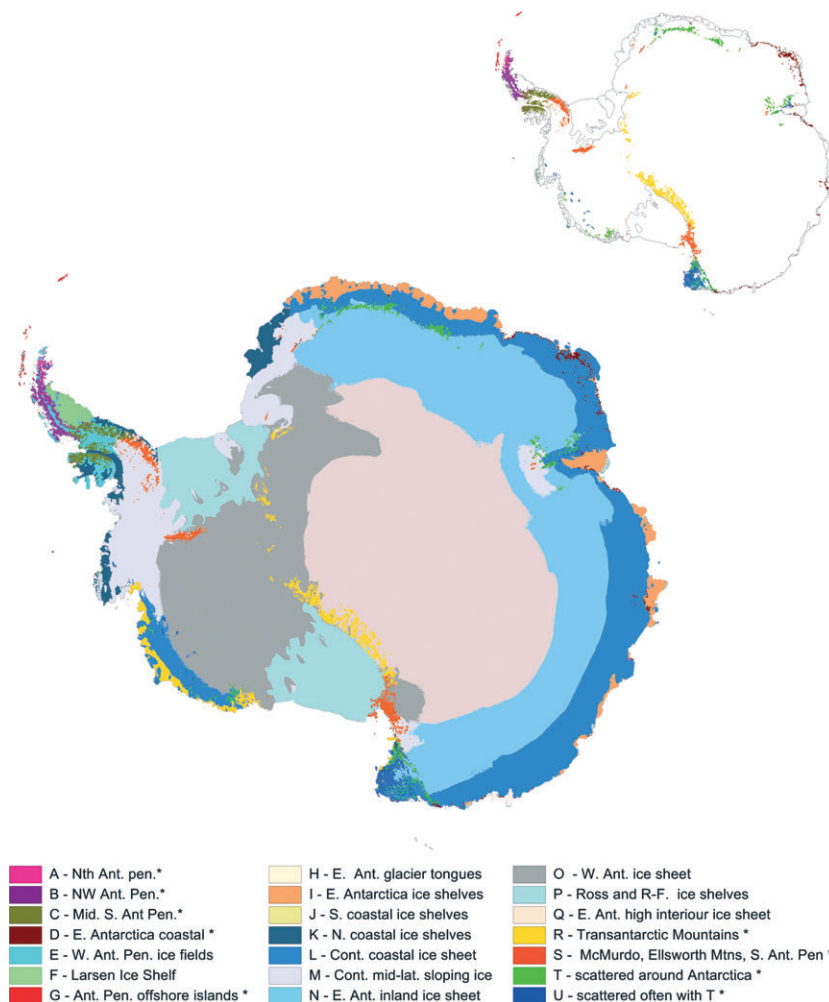 A - Nth Ant. pen.*
B - NW Ant. Pen.*
C - Mid. S. Ant Pen.*
D - E. Antarctica coastal *
E - W. Ant. Pen. ice fields
F - Larsen Ice Shelf
G - Ant. Pen. offshore islands *
H - E. Ant. glacier tongues
I - E. Antarctica ice shelves
J - S. coastal ice shelves
K - N. coastal ice shelves
L - Cont. coastal ice sheet
M - Cont. mid-lat. sloping ice
N - E. Ant. inland ice sheet
O - W. Ant. ice sheet
P - Ross and R-F. ice shelves
Q - E. Ant. high interiour ice sheet
R - Transantarctic Mountains *
S - McMurdo, Ellsworth Mtns, S. Ant Pen *
T - scattered around Antarctica *
U - scattered often with T *